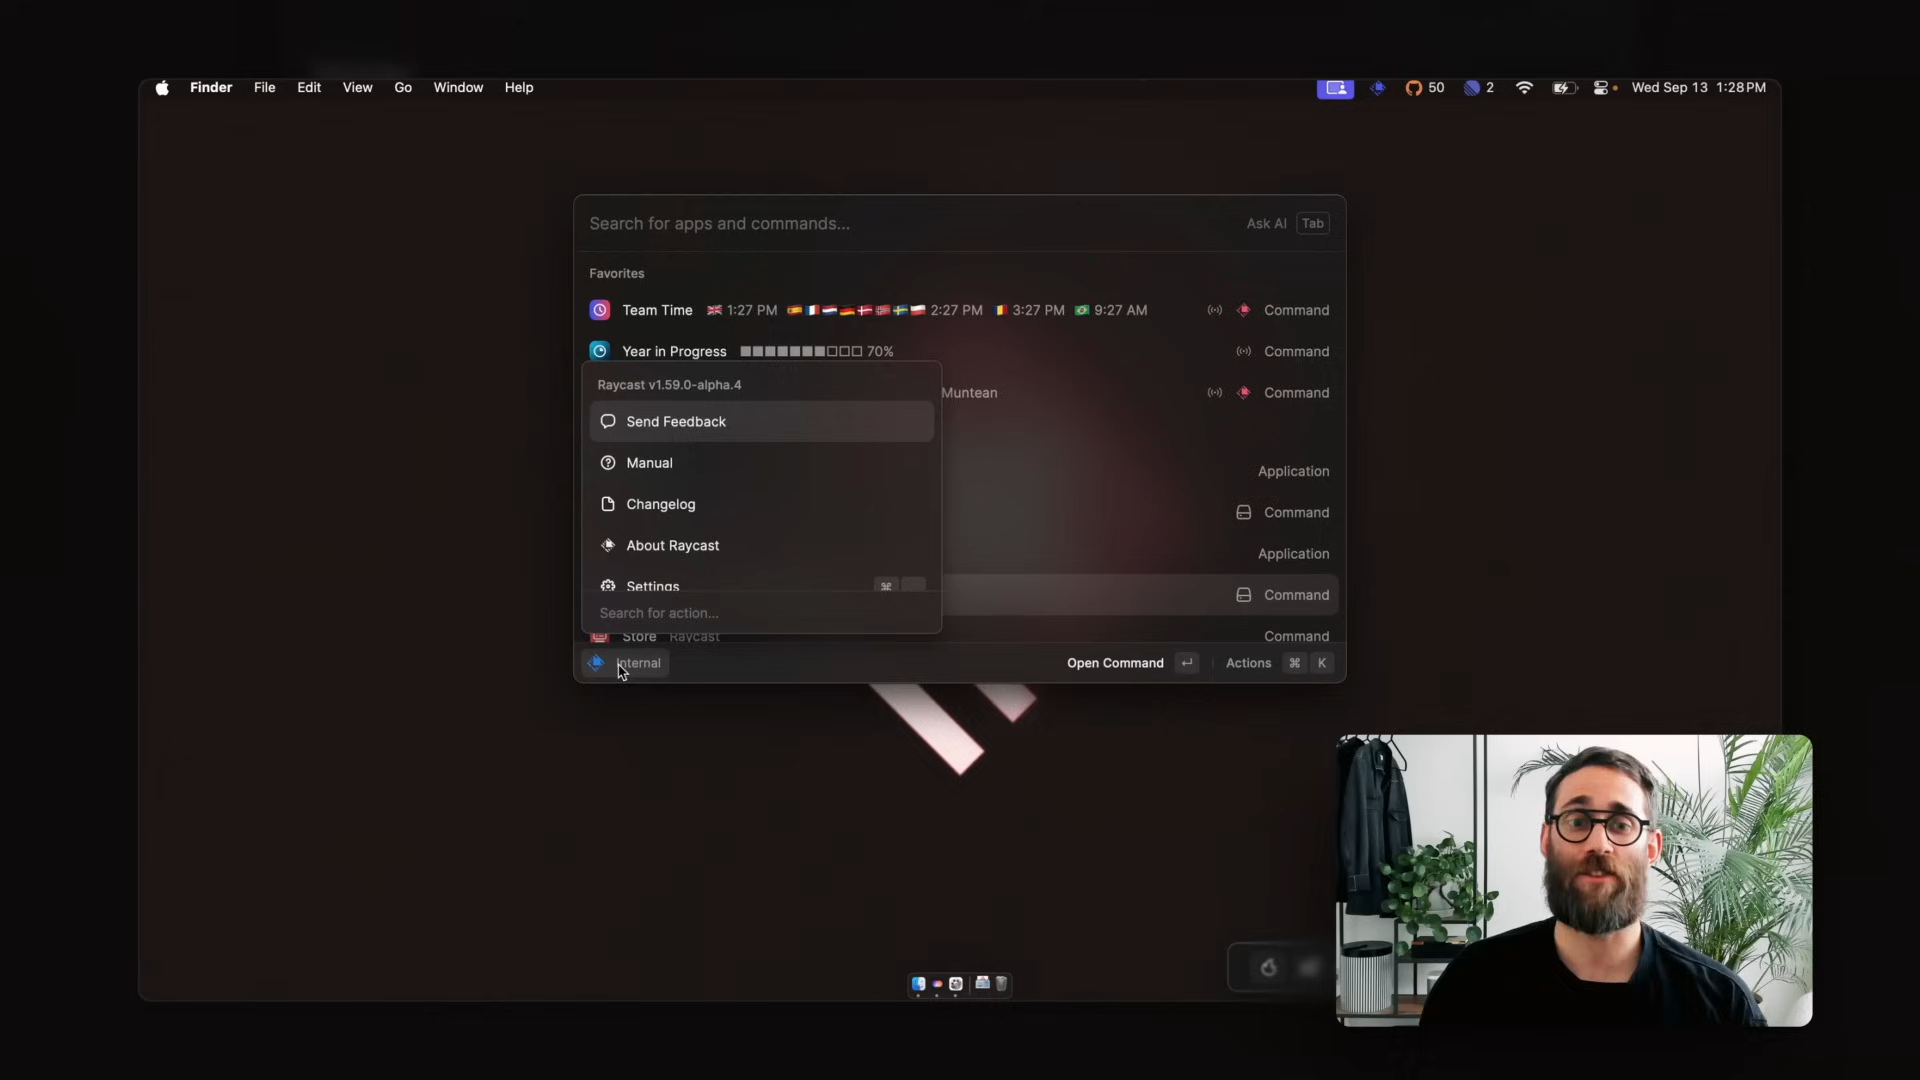 Finder File Edit View Go Window Help 50 2 Wed Sep 13 1:28 PM
Search for apps and commands... Ask AI Tab
Favorites
Team Time 1:27 PM 2:27 PM 3:27 PM 9:27 AM Command
Year in Progress 70% Command
Raycast v1.59.0-alpha.4
Muntean Command
Send Feedback
Manual
Application
Changelog
Command
About Raycast
Application
Settings ⌘
Command
Search for action...
Store Raycast Command
Internal Open Command ↵ Actions ⌘ K